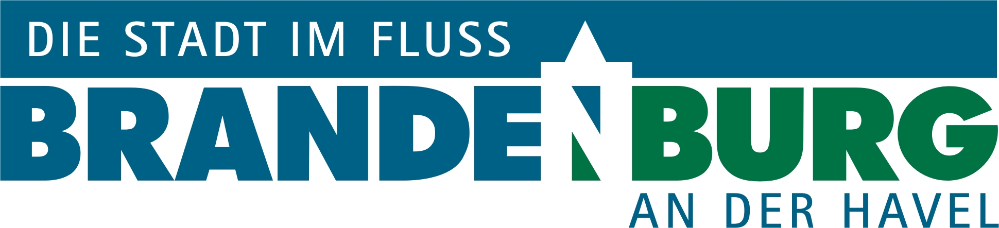 DIE STADT IM FLUSS
BRANDENBURG
AN DER HAVEL